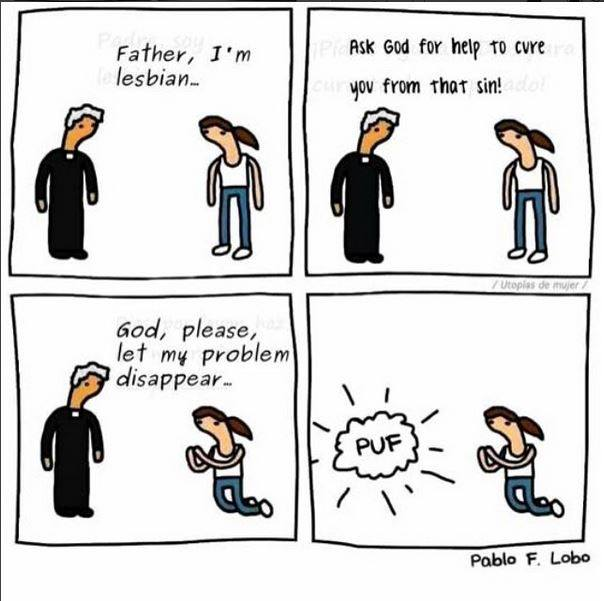 Father, I'm
lesbian...
Ask God for help to cure
you from that sin!
/ Utopías de mujer /
God, please,
let my problem
disappear...
PUF
Pablo F. Lobo